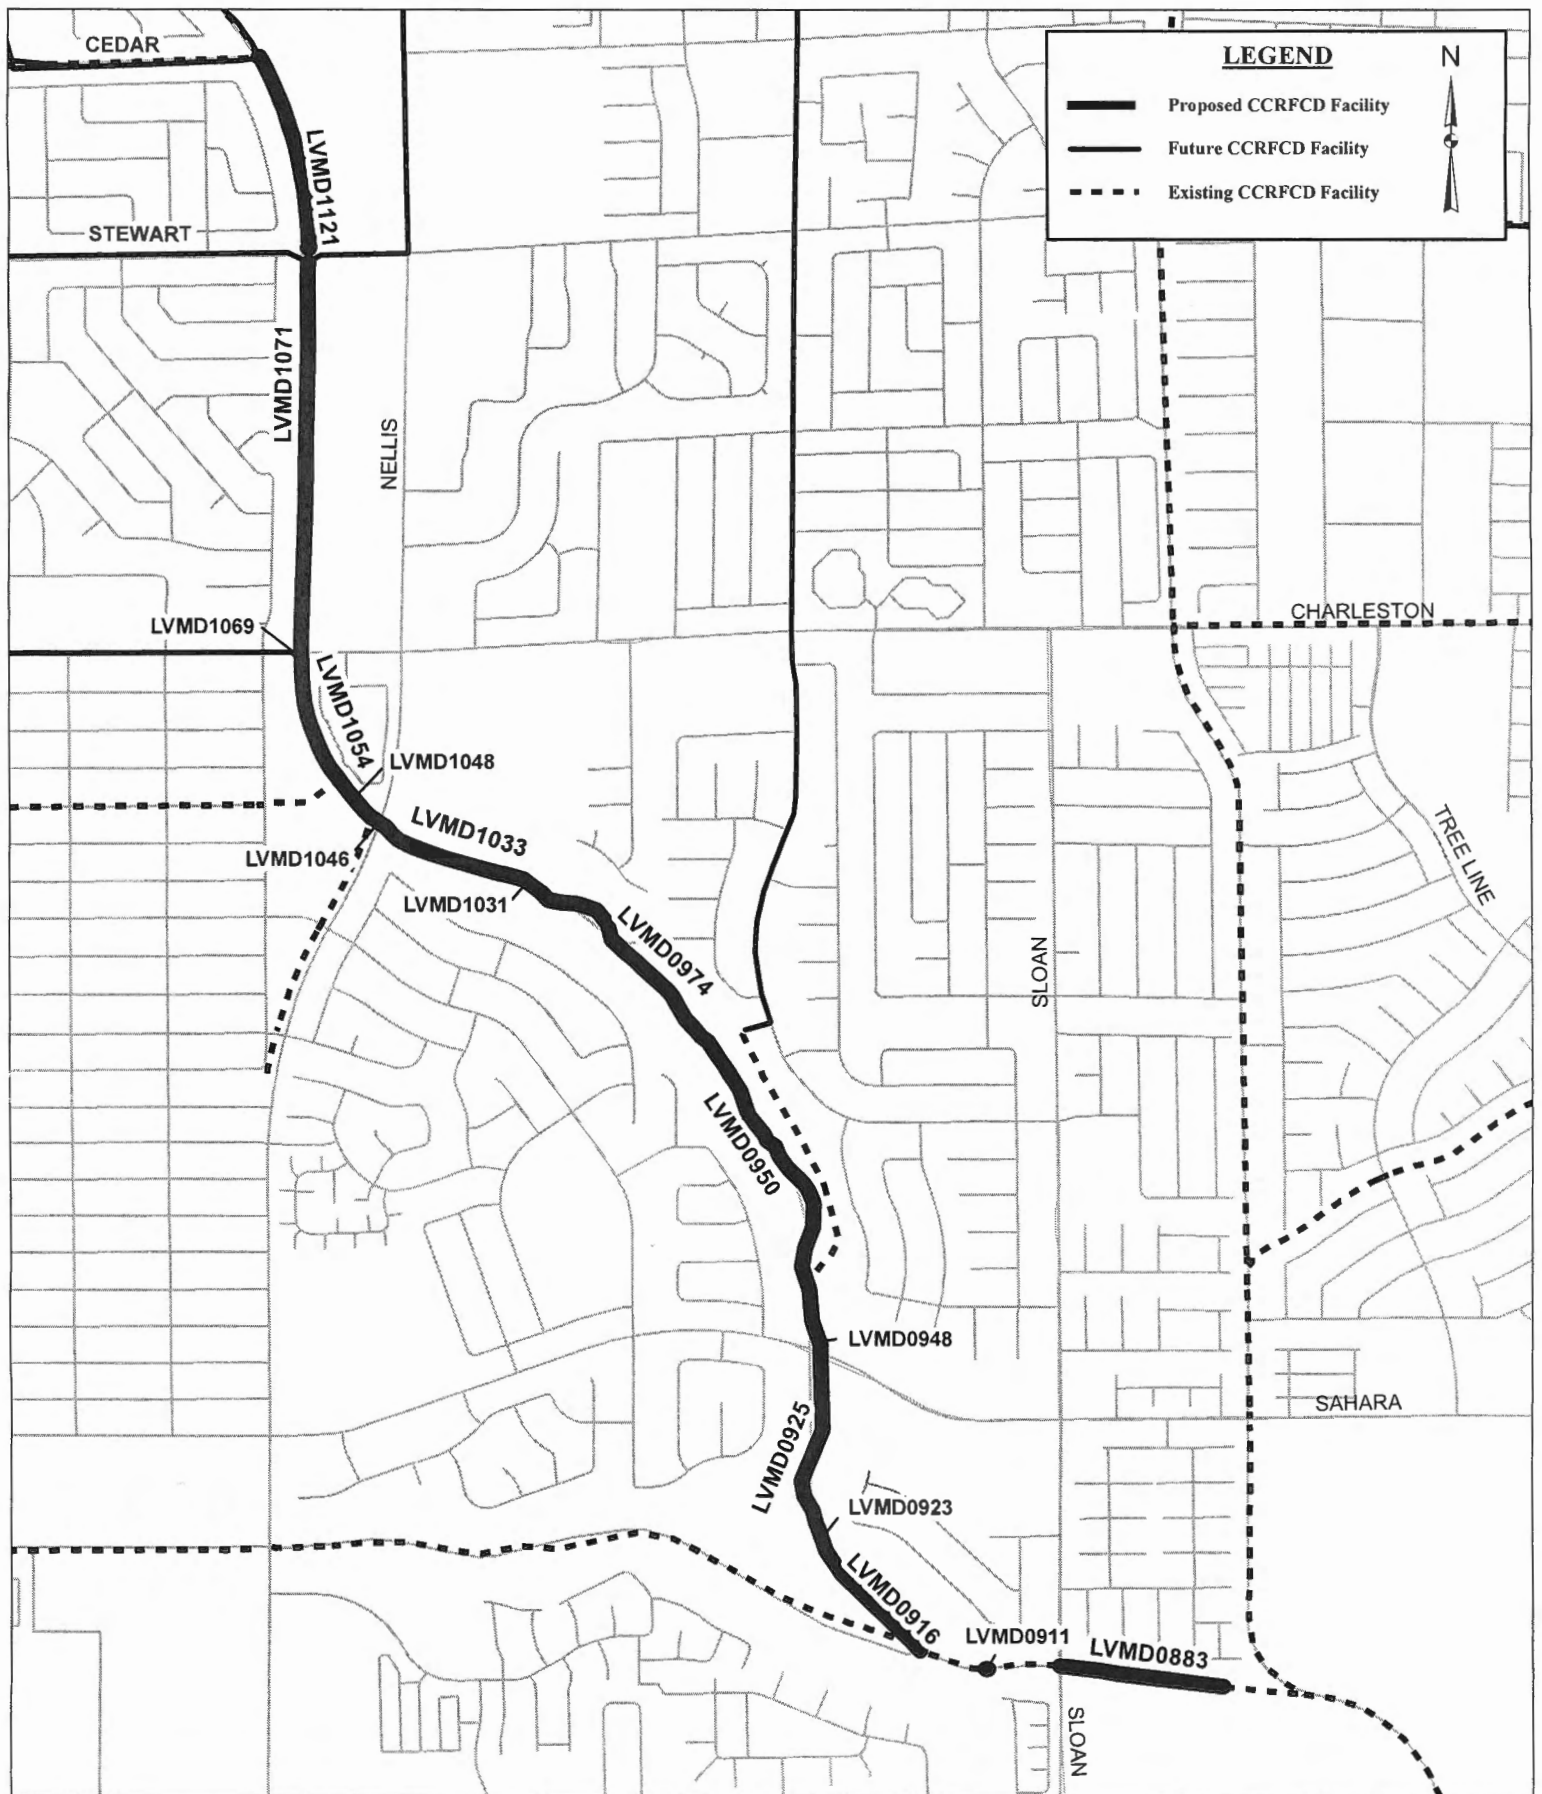 CEDAR
LEGEND
N
Proposed CCRFCD Facility
Future CCRFCD Facility
Existing CCRFCD Facility
LVMD1121
STEWART
LVMD1071
NELLIS
CHARLESTON
LVMD1069
LVMD1054
LVMD1048
LVMD1033
LVMD1046
TREE LINE
LVMD1031
LVMD0974
SLOAN
LVMD0950
LVMD0948
SAHARA
LVMD0925
LVMD0923
LVMD0916
LVMD0911
LVMD0883
SLOAN